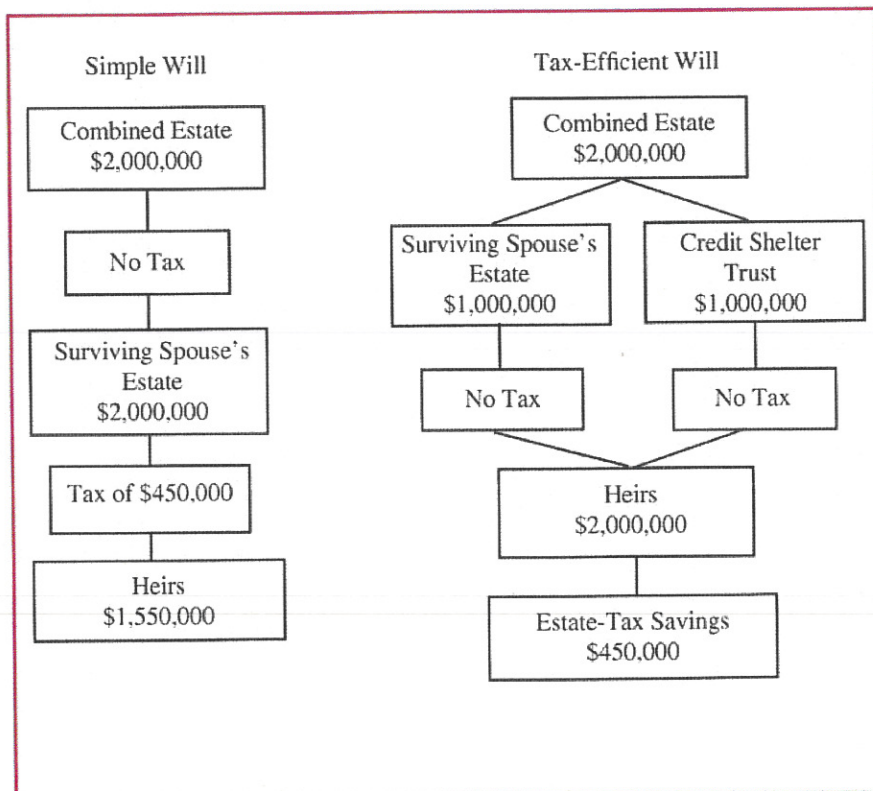 Simple Will
Combined Estate
$2,000,000
No Tax
Surviving Spouse's
Estate
$2,000,000
Tax of $450,000
Heirs
$1,550,000
Tax-Efficient Will
Combined Estate
$2,000,000
Surviving Spouse's
Estate
$1,000,000
Credit Shelter
Trust
$1,000,000
No Tax
No Tax
Heirs
$2,000,000
Estate-Tax Savings
$450,000